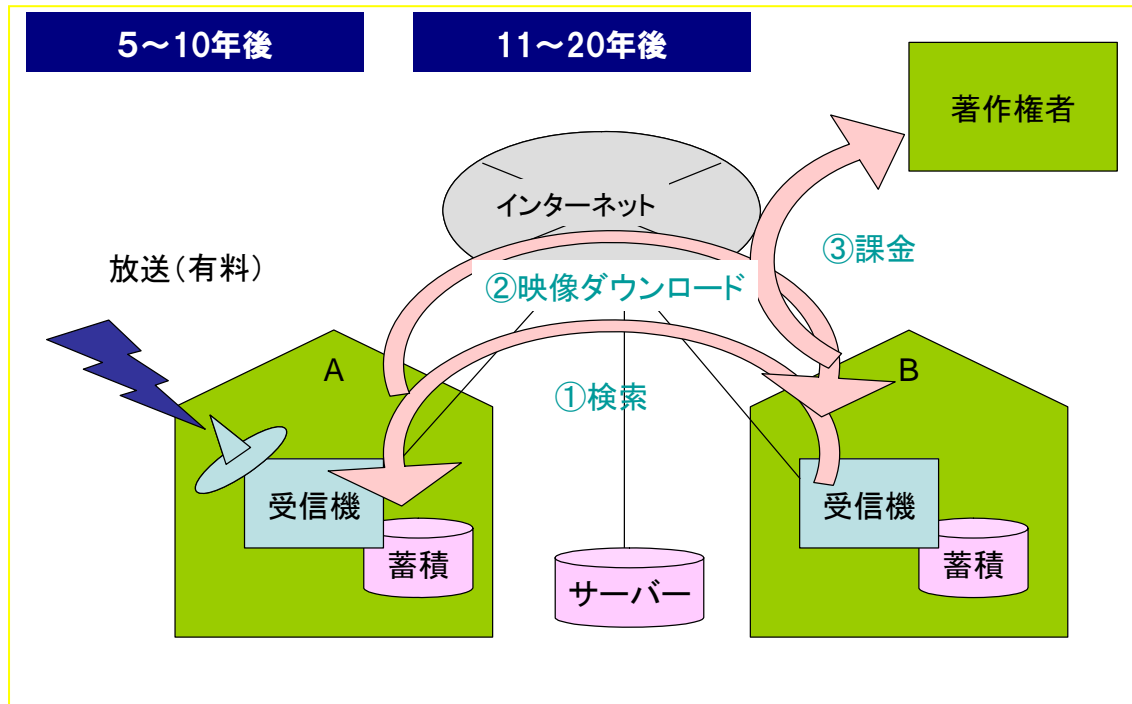 5～10年後
11～20年後
著作権者
インターネット
③課金
放送(有料)
②映像ダウンロード
A
B
①検索
受信機
受信機
蓄積
蓄積
サーバー